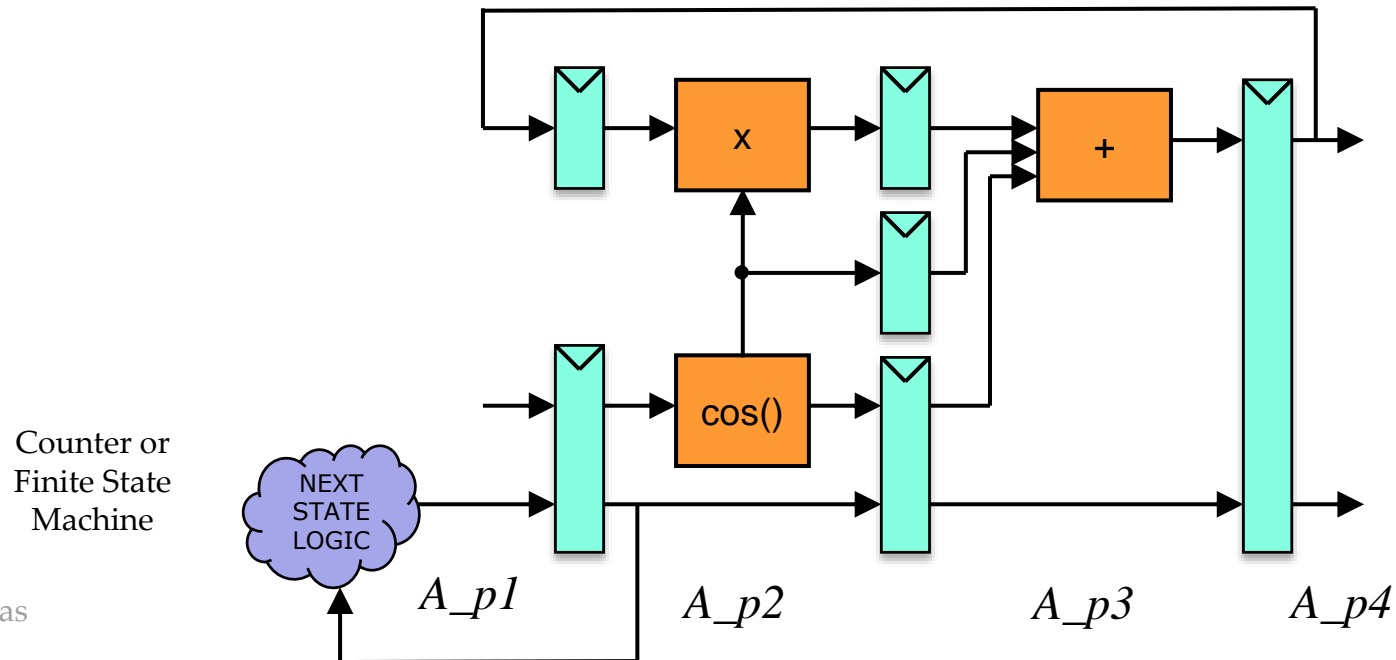 x
+
cos()
Counter or
Finite State
Machine
NEXT
STATE
LOGIC
as
A_p1
A_p2
A_p3
A_p4